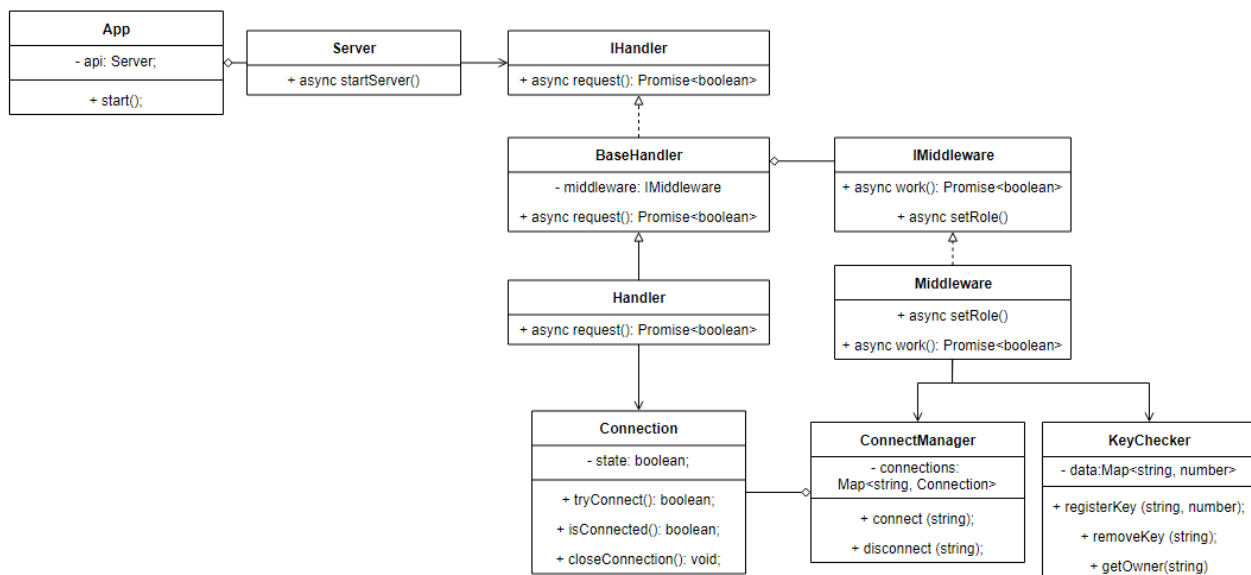 App
- api: Server;
+ start();
Server
+ async startServer()
IHandler
+ async request(): Promise<boolean>
BaseHandler
- middleware: IMiddleware
+ async request(): Promise<boolean>
IMiddleware
+ async work(): Promise<boolean>
+ async setRole()
Handler
+ async request(): Promise<boolean>
Middleware
+ async setRole()
+ async work(): Promise<boolean>
Connection
- state: boolean;
+ tryConnect(): boolean;
+ isConnected(): boolean;
+ closeConnection(): void;
ConnectManager
- connections:
Map<string, Connection>
+ connect (string);
+ disconnect (string);
KeyChecker
- data:Map<string, number>
+ registerKey (string, number);
+ removeKey (string);
+ getOwner(string)